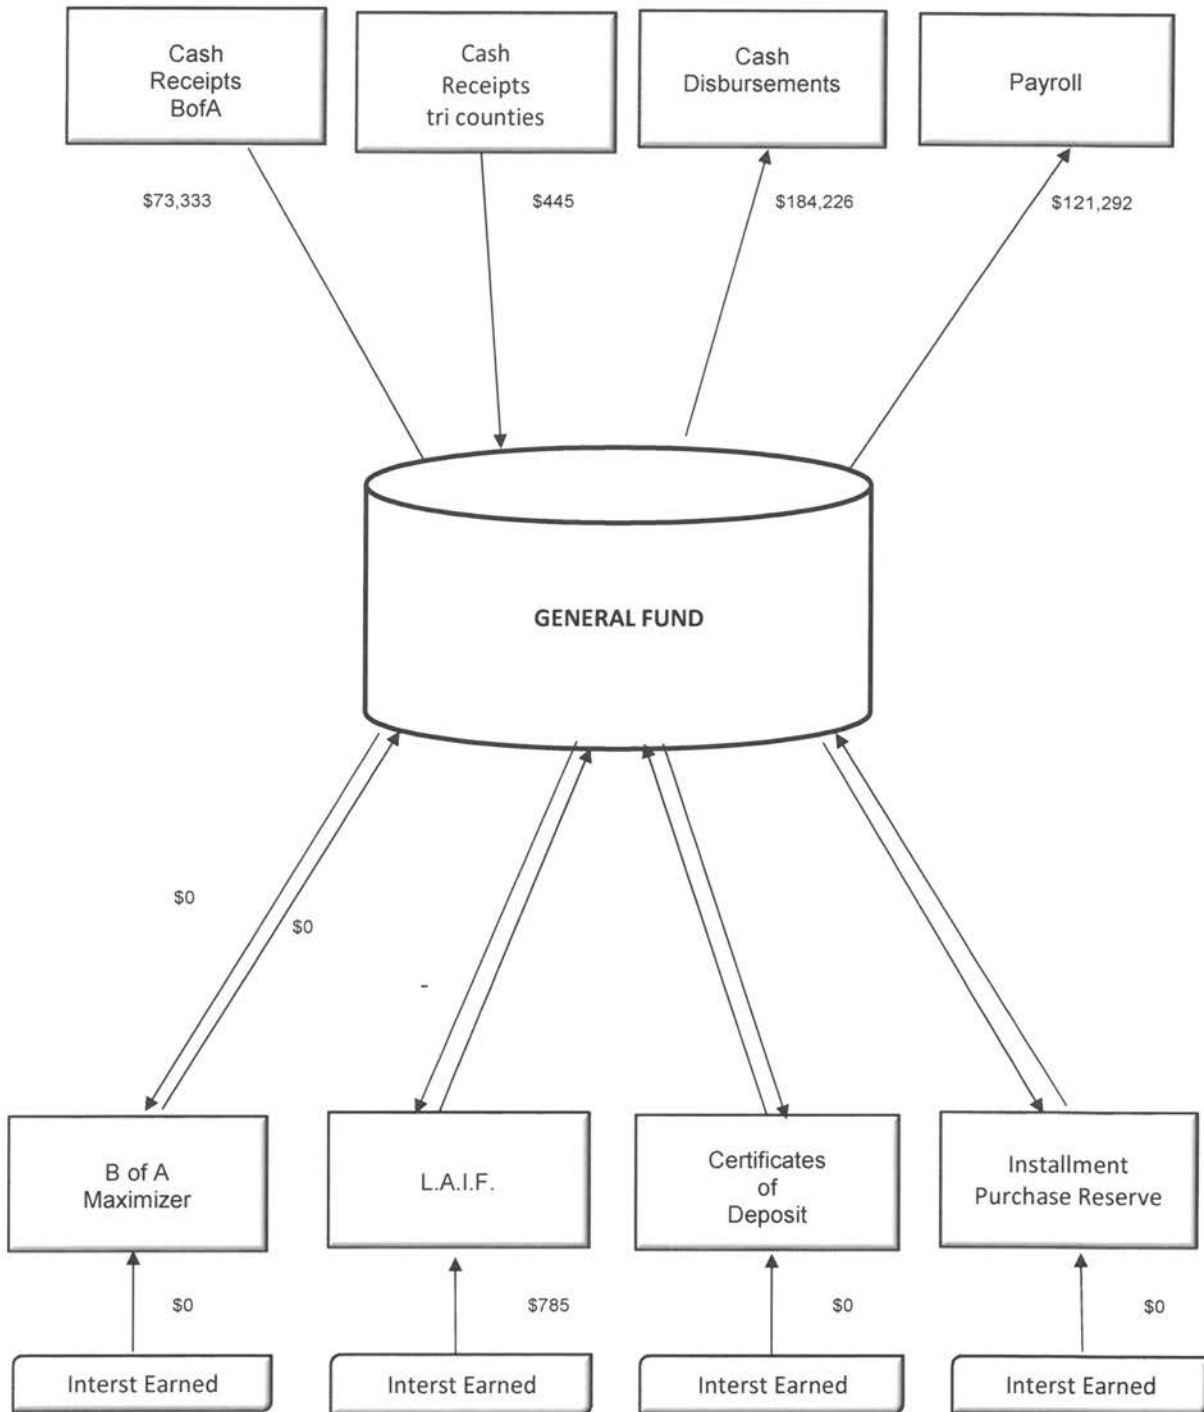 Cash
Receipts
BofA
Cash
Receipts
tri counties
Cash
Disbursements
Payroll
$73,333
$445
$184,226
$121,292
GENERAL FUND
$0
$0
-
B of A
Maximizer
L.A.I.F.
Certificates
of
Deposit
Installment
Purchase Reserve
$0
$785
$0
$0
Interst Earned
Interst Earned
Interst Earned
Interst Earned